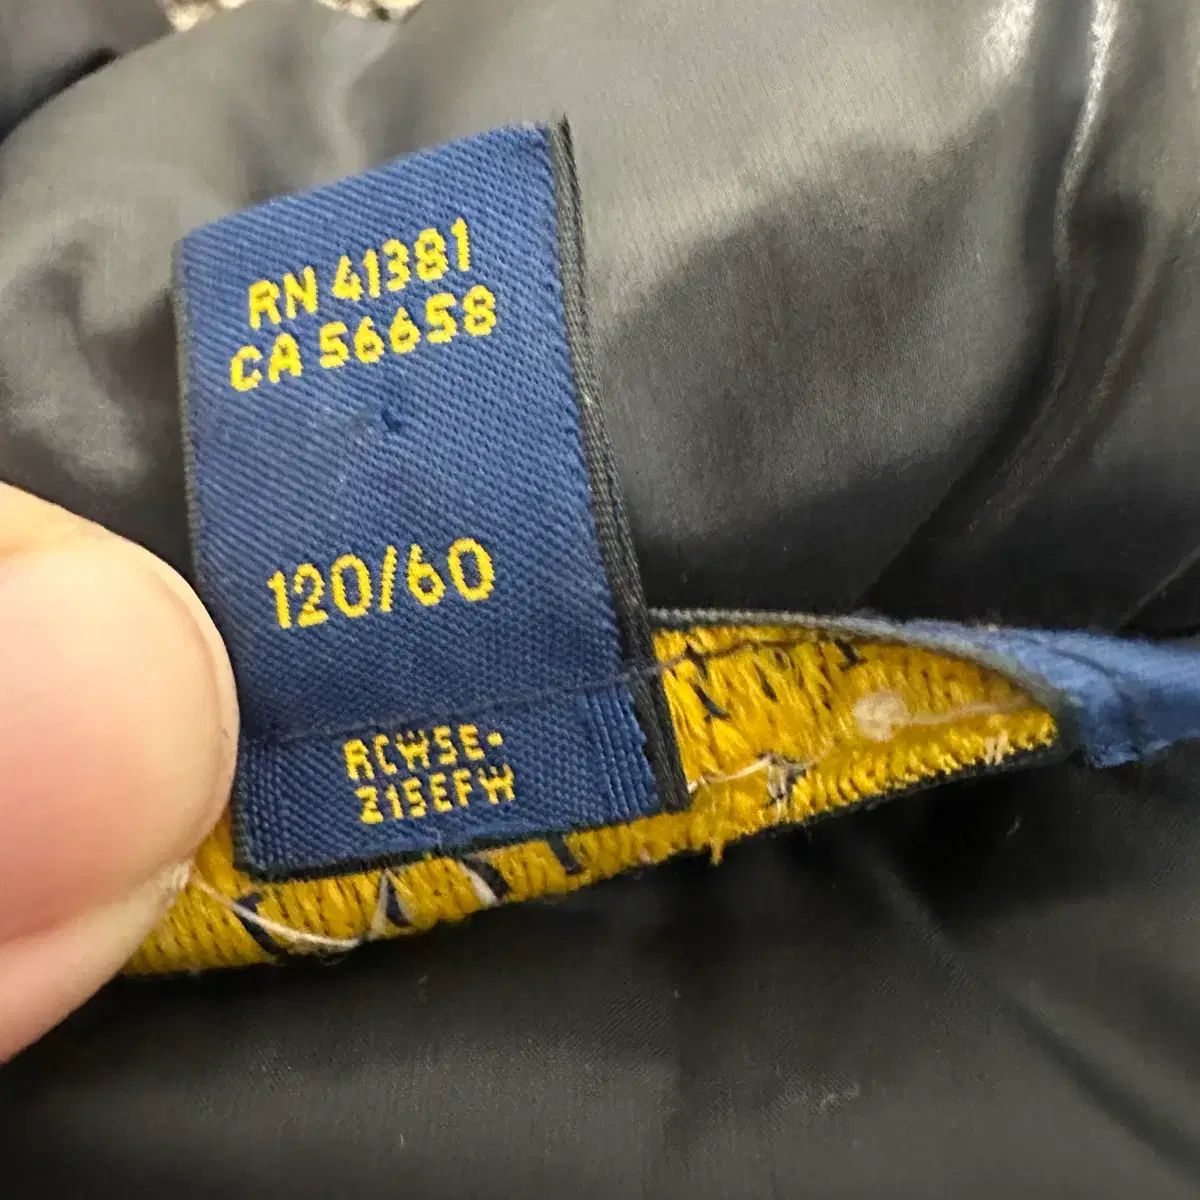 RN 41381
CA 56658
120/60
RCWSE-
Z15EFW